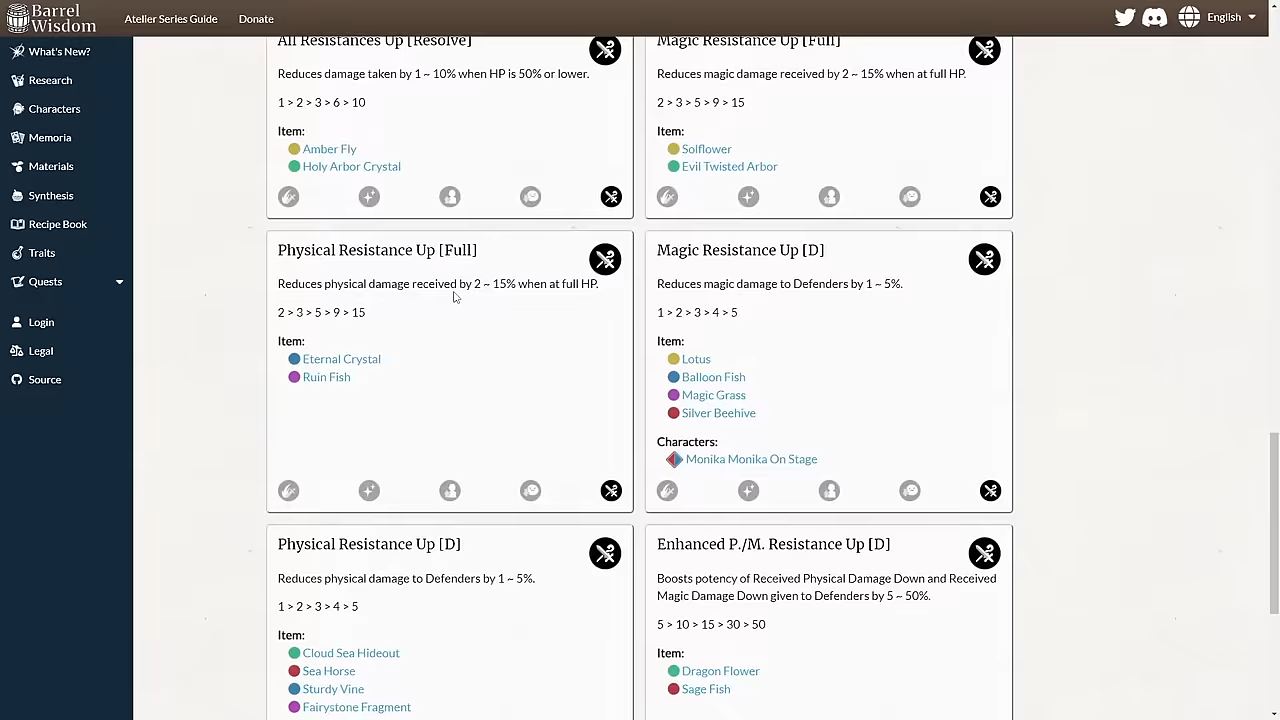 Barrel Wisdom
Atelier Series Guide
Donate
English
What's New?
Research
Characters
Memoria
Materials
Synthesis
Recipe Book
Traits
Quests
Login
Legal
Source
All Resistances Up [Resolve]
Reduces damage taken by 1 ~ 10% when HP is 50% or lower.
1 > 2 > 3 > 6 > 10
Item:
Amber Fly
Holy Arbor Crystal
Magic Resistance Up [Full]
Reduces magic damage received by 2 ~ 15% when at full HP.
2 > 3 > 5 > 9 > 15
Item:
Solflower
Evil Twisted Arbor
Physical Resistance Up [Full]
Reduces physical damage received by 2 ~ 15% when at full HP.
2 > 3 > 5 > 9 > 15
Item:
Eternal Crystal
Ruin Fish
Magic Resistance Up [D]
Reduces magic damage to Defenders by 1 ~ 5%.
1 > 2 > 3 > 4 > 5
Item:
Lotus
Balloon Fish
Magic Grass
Silver Beehive
Characters:
Monika Monika On Stage
Physical Resistance Up [D]
Reduces physical damage to Defenders by 1 ~ 5%.
1 > 2 > 3 > 4 > 5
Item:
Cloud Sea Hideout
Sea Horse
Sturdy Vine
Fairystone Fragment
Enhanced P./M. Resistance Up [D]
Boosts potency of Received Physical Damage Down and Received
Magic Damage Down given to Defenders by 5 ~ 50%.
5 > 10 > 15 > 30 > 50
Item:
Dragon Flower
Sage Fish